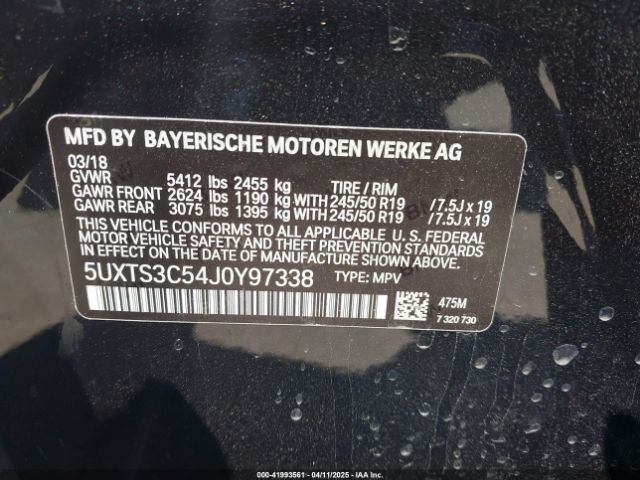 MFD BY BAYERISCHE MOTOREN WERKE AG
03/18
GVWR 5412 lbs 2455 kg TIRE / RIM
GAWR FRONT 2624 lbs 1190 kg WITH 245/50 R19 /7.5J x 19
GAWR REAR 3075 lbs 1395 kg WITH 245/50 R19 /7.5J x 19
THIS VEHICLE CONFORMS TO ALL APPLICABLE U. S. FEDERAL
MOTOR VEHICLE SAFETY, AND THEFT PREVENTION STANDARDS
IN EFFECT ON THE DATE OF MANUFACTURE SHOWN ABOVE.
5UXTS3C54J0Y97338 TYPE: MPV
475M
7 320 730
000-41993561 - 04/11/2025 - IAA Inc.